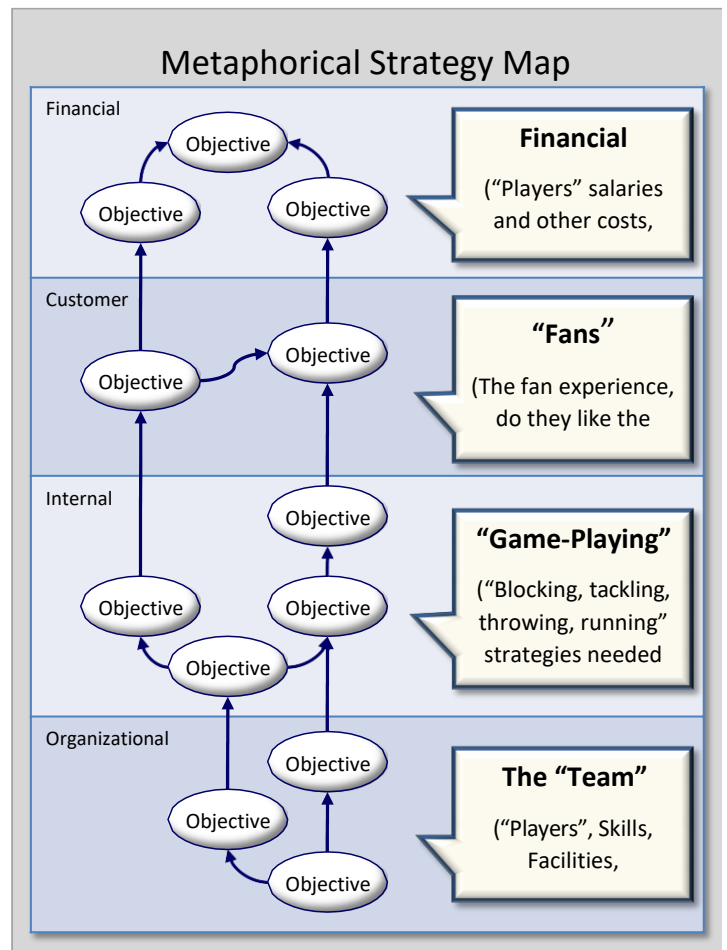 Metaphorical Strategy Map
Financial
Objective
Objective
Objective
Financial
(“Players” salaries
and other costs,
Customer
Objective
Objective
“Fans”
(The fan experience,
do they like the
Internal
Objective
Objective
Objective
Objective
“Game-Playing”
(“Blocking, tackling,
throwing, running”
strategies needed
Organizational
Objective
Objective
Objective
The “Team”
(“Players”, Skills,
Facilities,